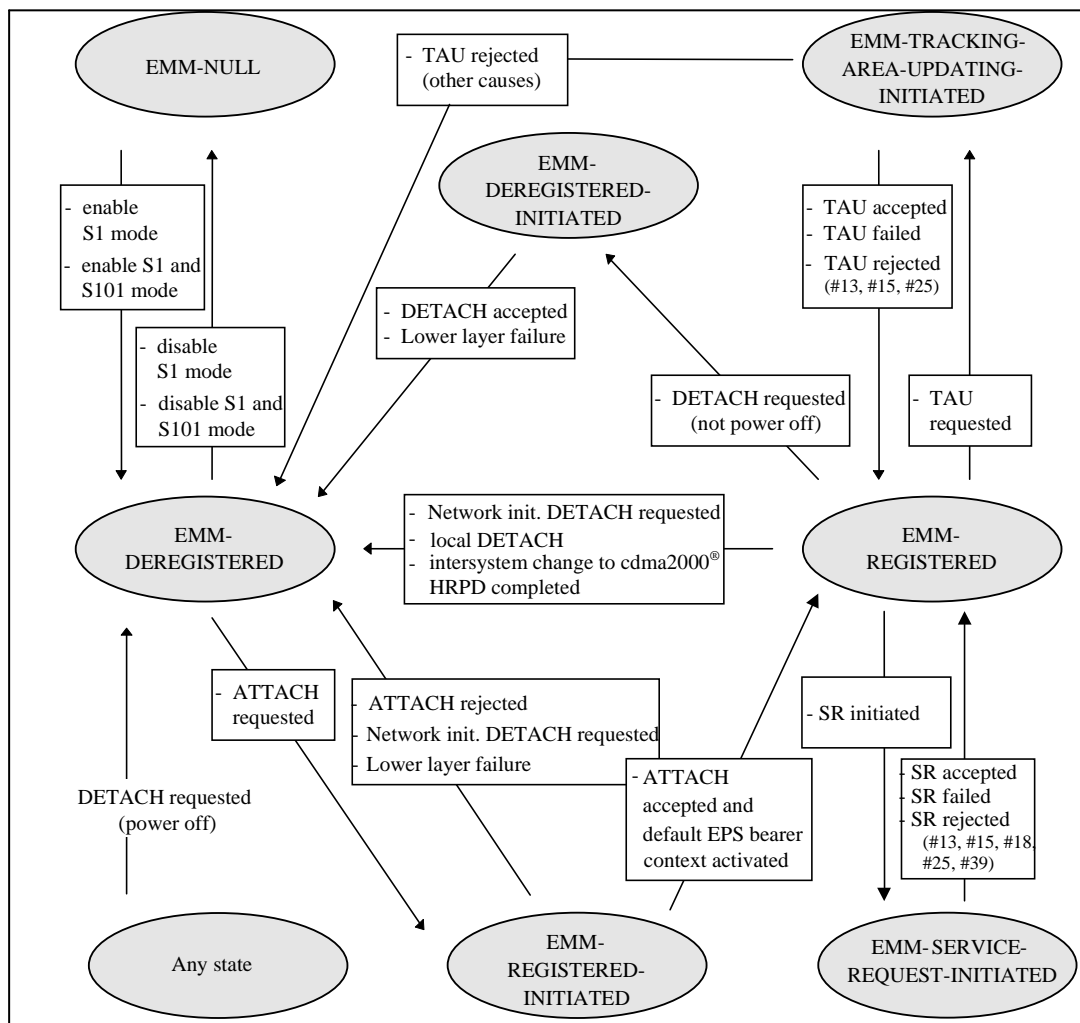 EMM-NULL
- TAU rejected
(other causes)
EMM-TRACKING-
AREA-UPDATING-
INITIATED
EMM-
DEREGISTERED-
INITIATED
- enable
S1 mode
- enable S1 and
S101 mode
- TAU accepted
- TAU failed
- TAU rejected
(#13, #15, #25)
- DETACH accepted
- Lower layer failure
- disable
S1 mode
- disable S1 and
S101 mode
- DETACH requested
(not power off)
- TAU
requested
EMM-
DEREGISTERED
- Network init. DETACH requested
- local DETACH
- intersystem change to cdma2000®
HRPD completed
EMM-
REGISTERED
- ATTACH
requested
- ATTACH rejected
- Network init. DETACH requested
- Lower layer failure
- SR initiated
DETACH requested
(power off)
- ATTACH
accepted and
default EPS bearer
context activated
- SR accepted
- SR failed
- SR rejected
(#13, #15, #18,
#25, #39)
Any state
EMM-
REGISTERED-
INITIATED
EMM-SERVICE-
REQUEST-INITIATED